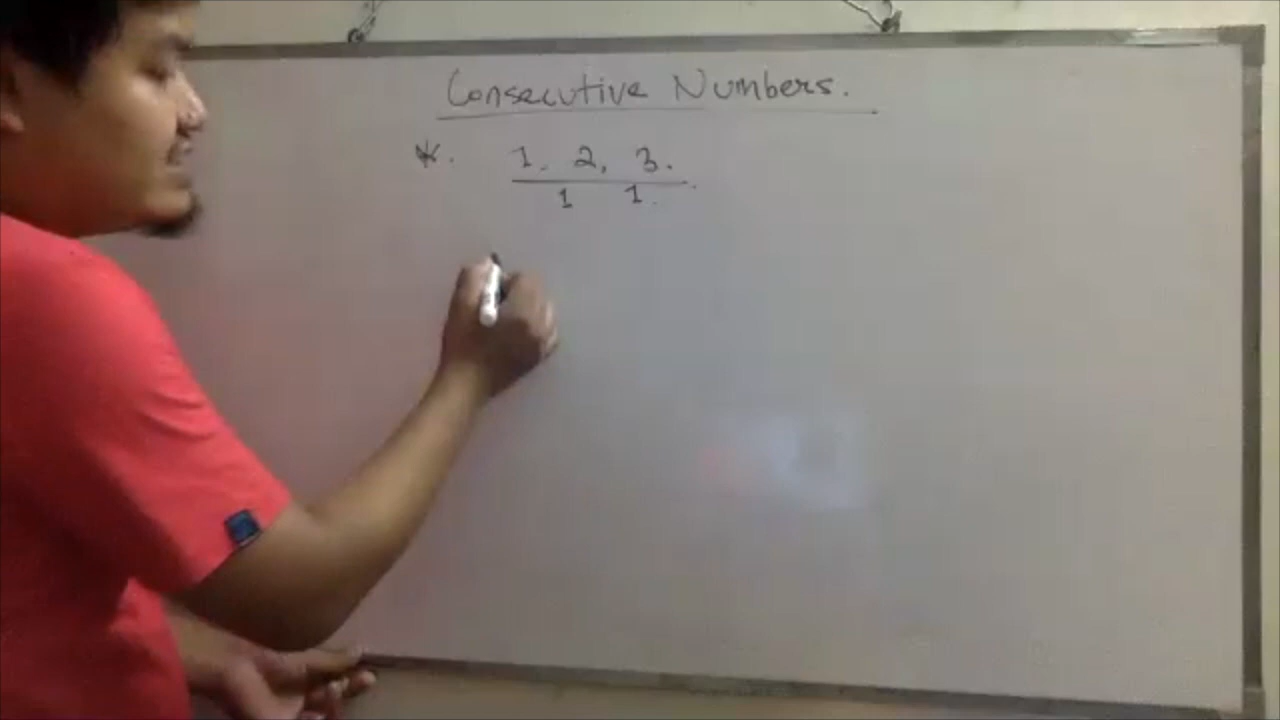 Consecutive Numbers.
*. 1, 2, 3.
1 1.